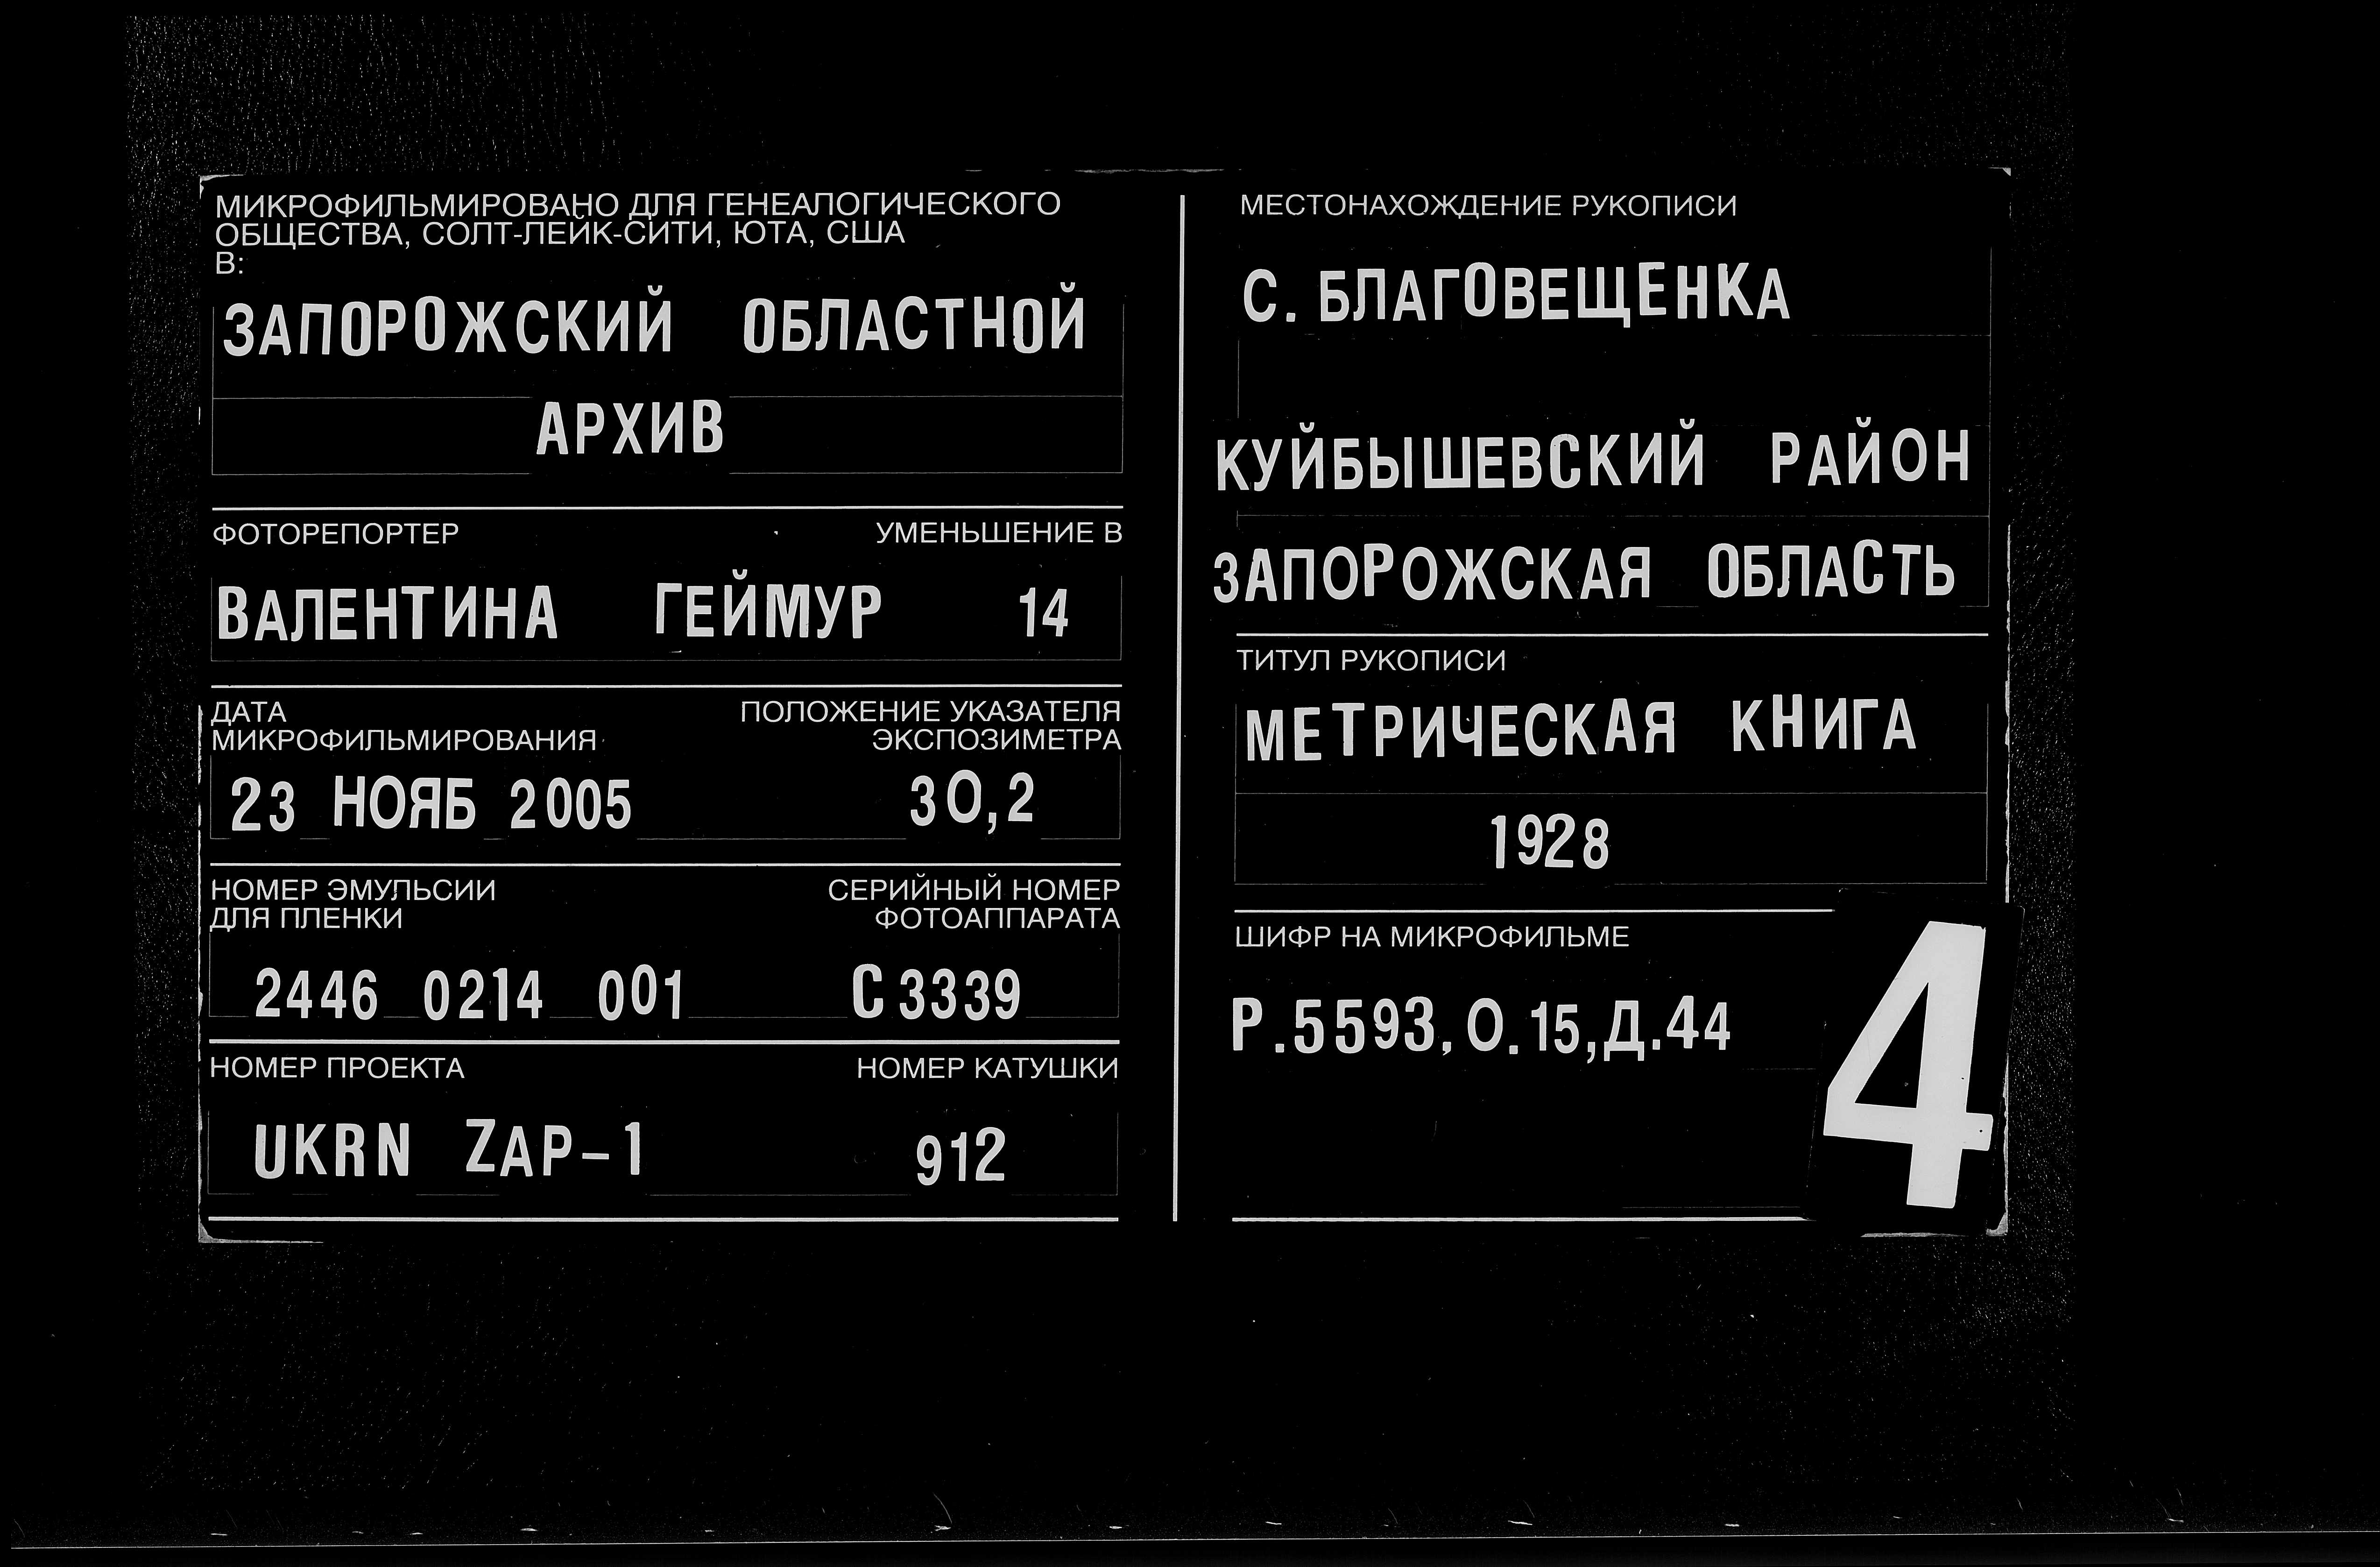 МИКРОФИЛЬМИРОВАНО ДЛЯ ГЕНЕАЛОГИЧЕСКОГО
ОБЩЕСТВА, СОЛТ-ЛЕЙК-СИТИ, ЮТА, США
В:
ЗАПОРОЖСКИЙ ОБЛАСТНОЙ
АРХИВ
ФОТОРЕПОРТЕР УМЕНЬШЕНИЕ В
ВАЛЕНТИНА ГЕЙМУР 14
ДАТА ПОЛОЖЕНИЕ УКАЗАТЕЛЯ
МИКРОФИЛЬМИРОВАНИЯ ЭКСПОЗИМЕТРА
23 НОЯБ 2005 30,2
НОМЕР ЭМУЛЬСИИ СЕРИЙНЫЙ НОМЕР
ДЛЯ ПЛЕНКИ ФОТОАППАРАТА
2446 0214 001 С3339
НОМЕР ПРОЕКТА НОМЕР КАТУШКИ
UKRN ZAP-1 912
МЕСТОНАХОЖДЕНИЕ РУКОПИСИ
С. БЛАГОВЕЩЕНКА
КУЙБЫШЕВСКИЙ РАЙОН
ЗАПОРОЖСКАЯ ОБЛАСТЬ
ТИТУЛ РУКОПИСИ
МЕТРИЧЕСКАЯ КНИГА
1928
ШИФР НА МИКРОФИЛЬМЕ
Р.5593, О.15, Д.44
4